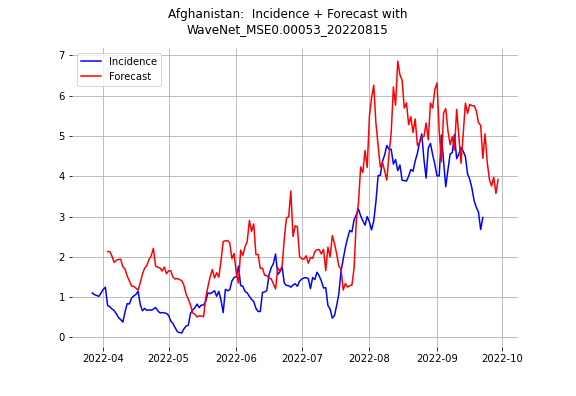 Afghanistan:  Incidence + Forecast with
WaveNet_MSE0.00053_20220815
Incidence
Forecast
7
6
5
4
3
2
1
0
2022-04 2022-05 2022-06 2022-07 2022-08 2022-09 2022-10